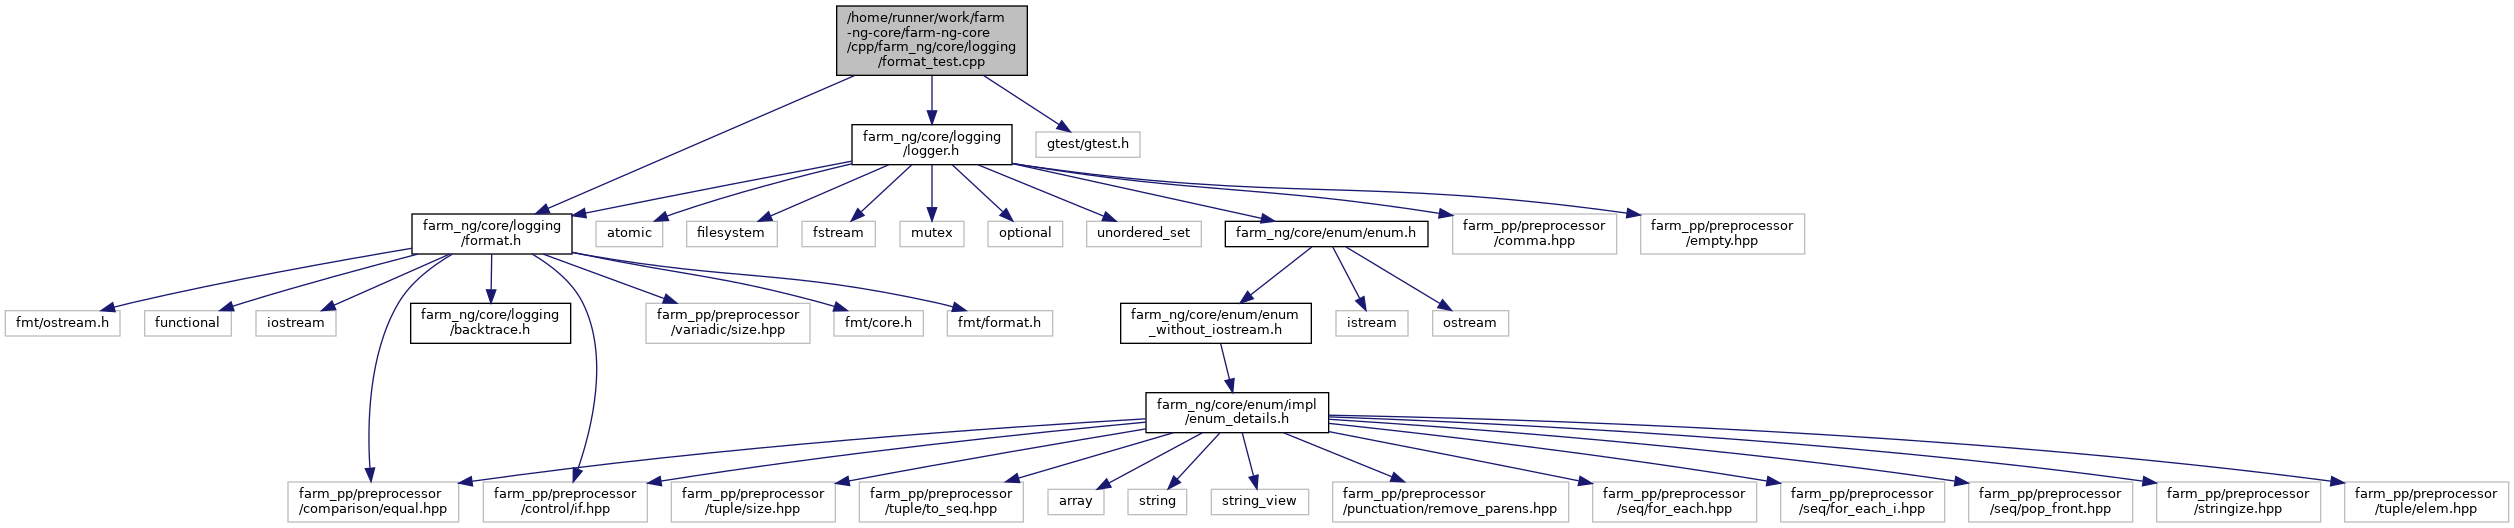 /home/runner/work/farm
-ng-core/farm-ng-core
/cpp/farm_ng/core/logging
/format_test.cpp
farm_ng/core/logging
/logger.h
gtest/gtest.h
farm_ng/core/logging
/format.h
atomic
filesystem
fstream
mutex
optional
unordered_set
farm_ng/core/enum/enum.h
farm_pp/preprocessor
/comma.hpp
farm_pp/preprocessor
/empty.hpp
fmt/ostream.h
functional
iostream
farm_ng/core/logging
/backtrace.h
farm_pp/preprocessor
/variadic/size.hpp
fmt/core.h
fmt/format.h
farm_ng/core/enum/enum
_without_iostream.h
istream
ostream
farm_ng/core/enum/impl
/enum_details.h
farm_pp/preprocessor
/comparison/equal.hpp
farm_pp/preprocessor
/control/if.hpp
farm_pp/preprocessor
/tuple/size.hpp
farm_pp/preprocessor
/tuple/to_seq.hpp
array
string
string_view
farm_pp/preprocessor
/punctuation/remove_parens.hpp
farm_pp/preprocessor
/seq/for_each.hpp
farm_pp/preprocessor
/seq/for_each_i.hpp
farm_pp/preprocessor
/seq/pop_front.hpp
farm_pp/preprocessor
/stringize.hpp
farm_pp/preprocessor
/tuple/elem.hpp